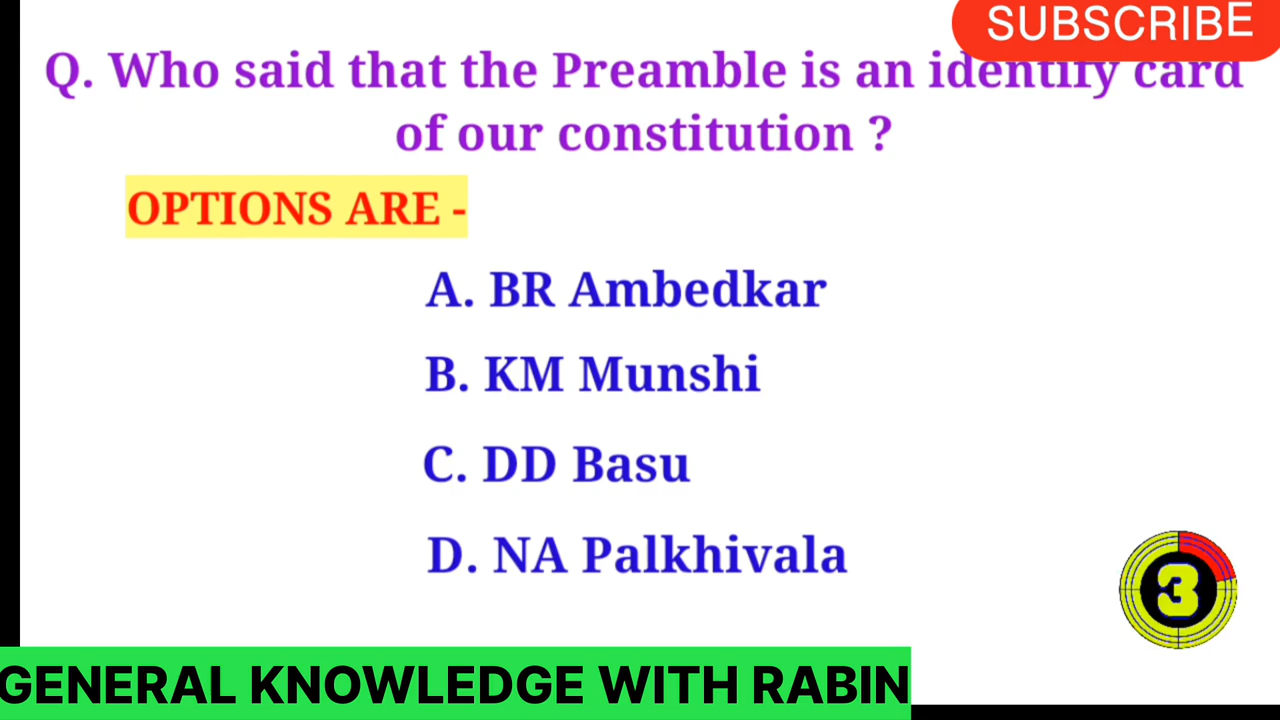 SUBSCRIBE
Q. Who said that the Preamble is an identify card
of our constitution ?
OPTIONS ARE -
A. BR Ambedkar
B. KM Munshi
C. DD Basu
D. NA Palkhivala
3
GENERAL KNOWLEDGE WITH RABIN